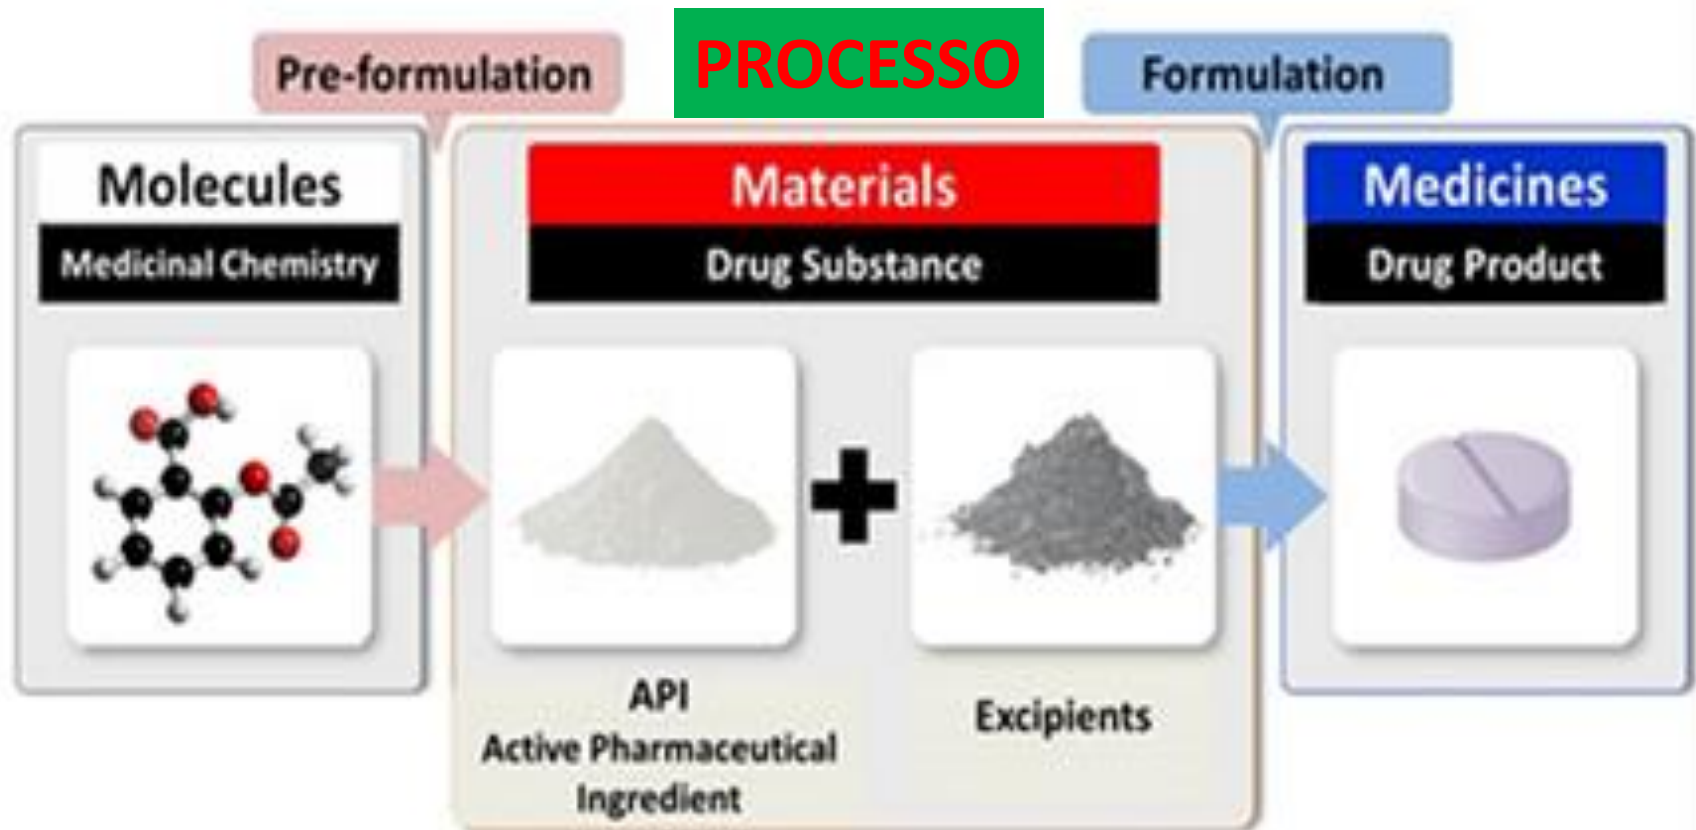 Pre-formulation
PROCESSO
Formulation
Molecules
Medicinal Chemistry
Materials
Drug Substance
Medicines
Drug Product
API
Active Pharmaceutical
Ingredient
Excipients